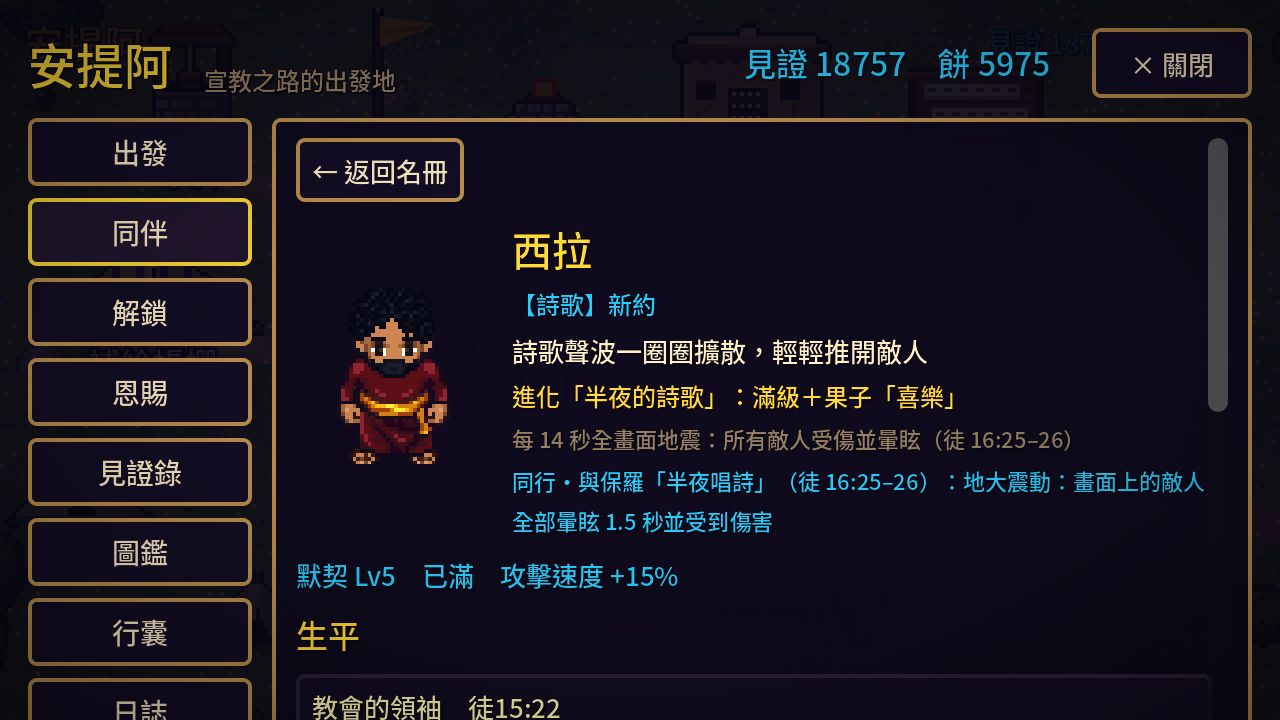 安提阿
宣教之路的出發地
見證 18757
餅 5975
× 關閉
出發
同伴
解鎖
恩賜
見證錄
圖鑑
行囊
日誌
← 返回名冊
西拉
【詩歌】新約
詩歌聲波一圈圈擴散，輕輕推開敵人
進化「半夜的詩歌」：滿級＋果子「喜樂」
每 14 秒全畫面地震：所有敵人受傷並暈眩（徒 16:25–26）
同行・與保羅「半夜唱詩」（徒 16:25–26）：地大震動：畫面上的敵人
全部暈眩 1.5 秒並受到傷害
默契 Lv5　已滿　攻擊速度 +15%
生平
教會的領袖　徒15:22